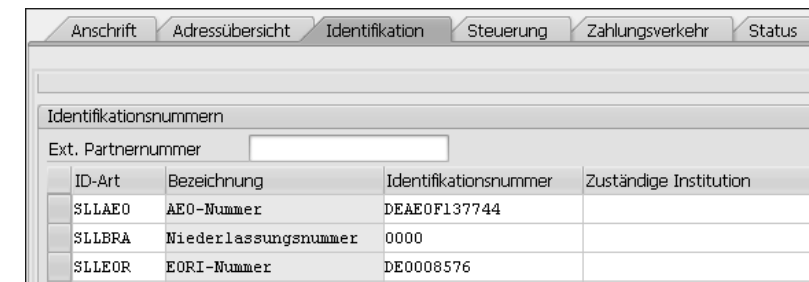 Anschrift Adressübersicht Identifikation Steuerung Zahlungsverkehr Status
Identifikationsnummern
Ext. Partnernummer
ID-Art Bezeichnung Identifikationsnummer Zuständige Institution
SLLAEO AEO-Nummer DEAEOF137744
SLLBRA Niederlassungsnummer 0000
SLLEOR EORI-Nummer DE0008576